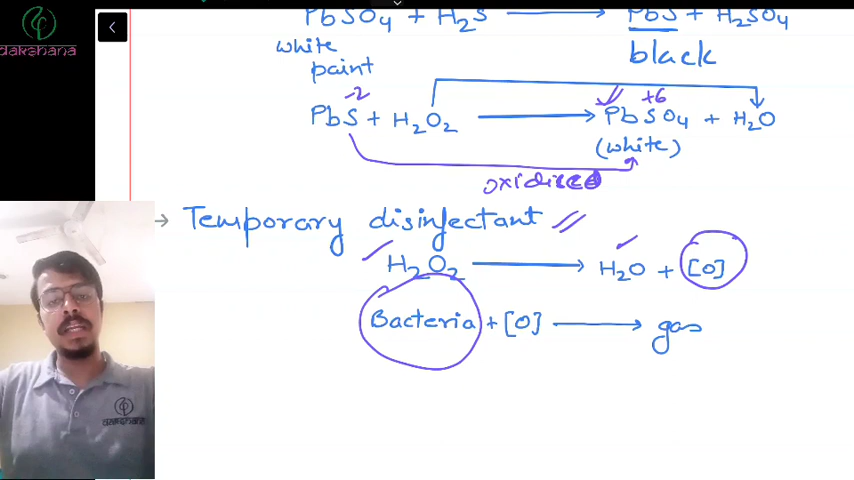 PbSO4 + H2S → PbS + H2SO4
white paint
black
-2
+6
PbS + H2O2 → PbSO4 + H2O
(white)
oxidised
→ Temporary disinfectant
H2O2 → H2O + [O]
Bacteria + [O] → gas
dakshana
dakshana